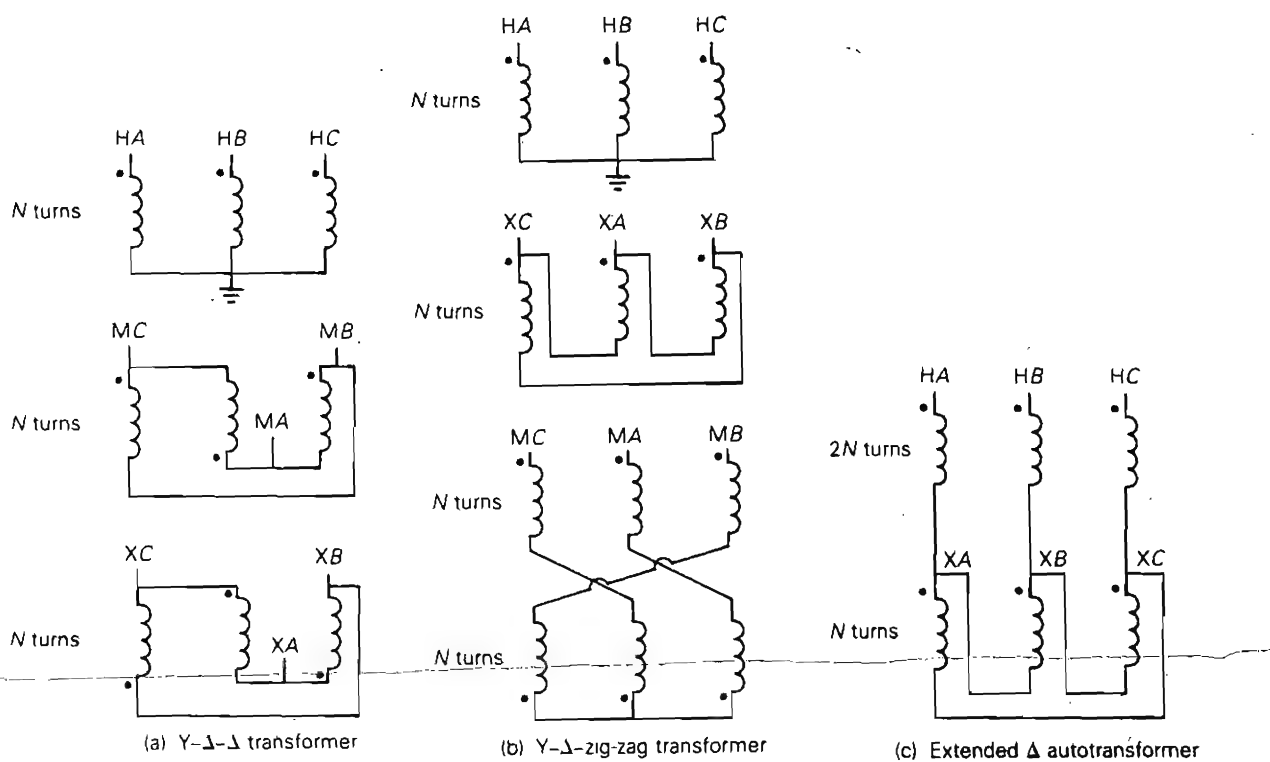 HA HB HC
N turns
XC XA XB
N turns
MC MA MB
N turns
N turns
(b) Y-Δ-zig-zag transformer
HA HB HC
N turns
MC MB
MA
N turns
XC XB
XA
N turns
(a) Y-Δ-Δ transformer
HA HB HC
2N turns
XA XB XC
N turns
(c) Extended Δ autotransformer